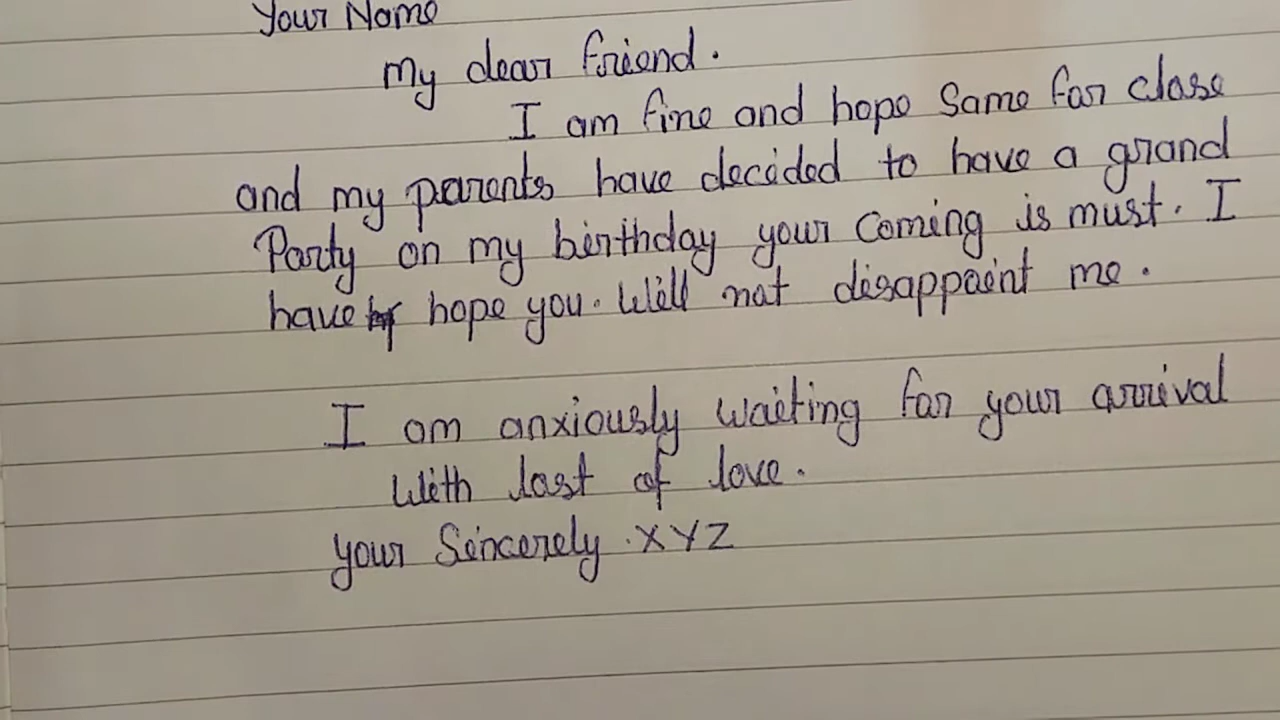 Your Name
My dear friend.
I am fine and hope Same for close
and my parents have decided to have a grand
Party on my birthday your Coming is must. I
have hope you. Will not disappoint me.
I am anxiously waiting for your arrival
With last of love.
your Sincerely .XYZ